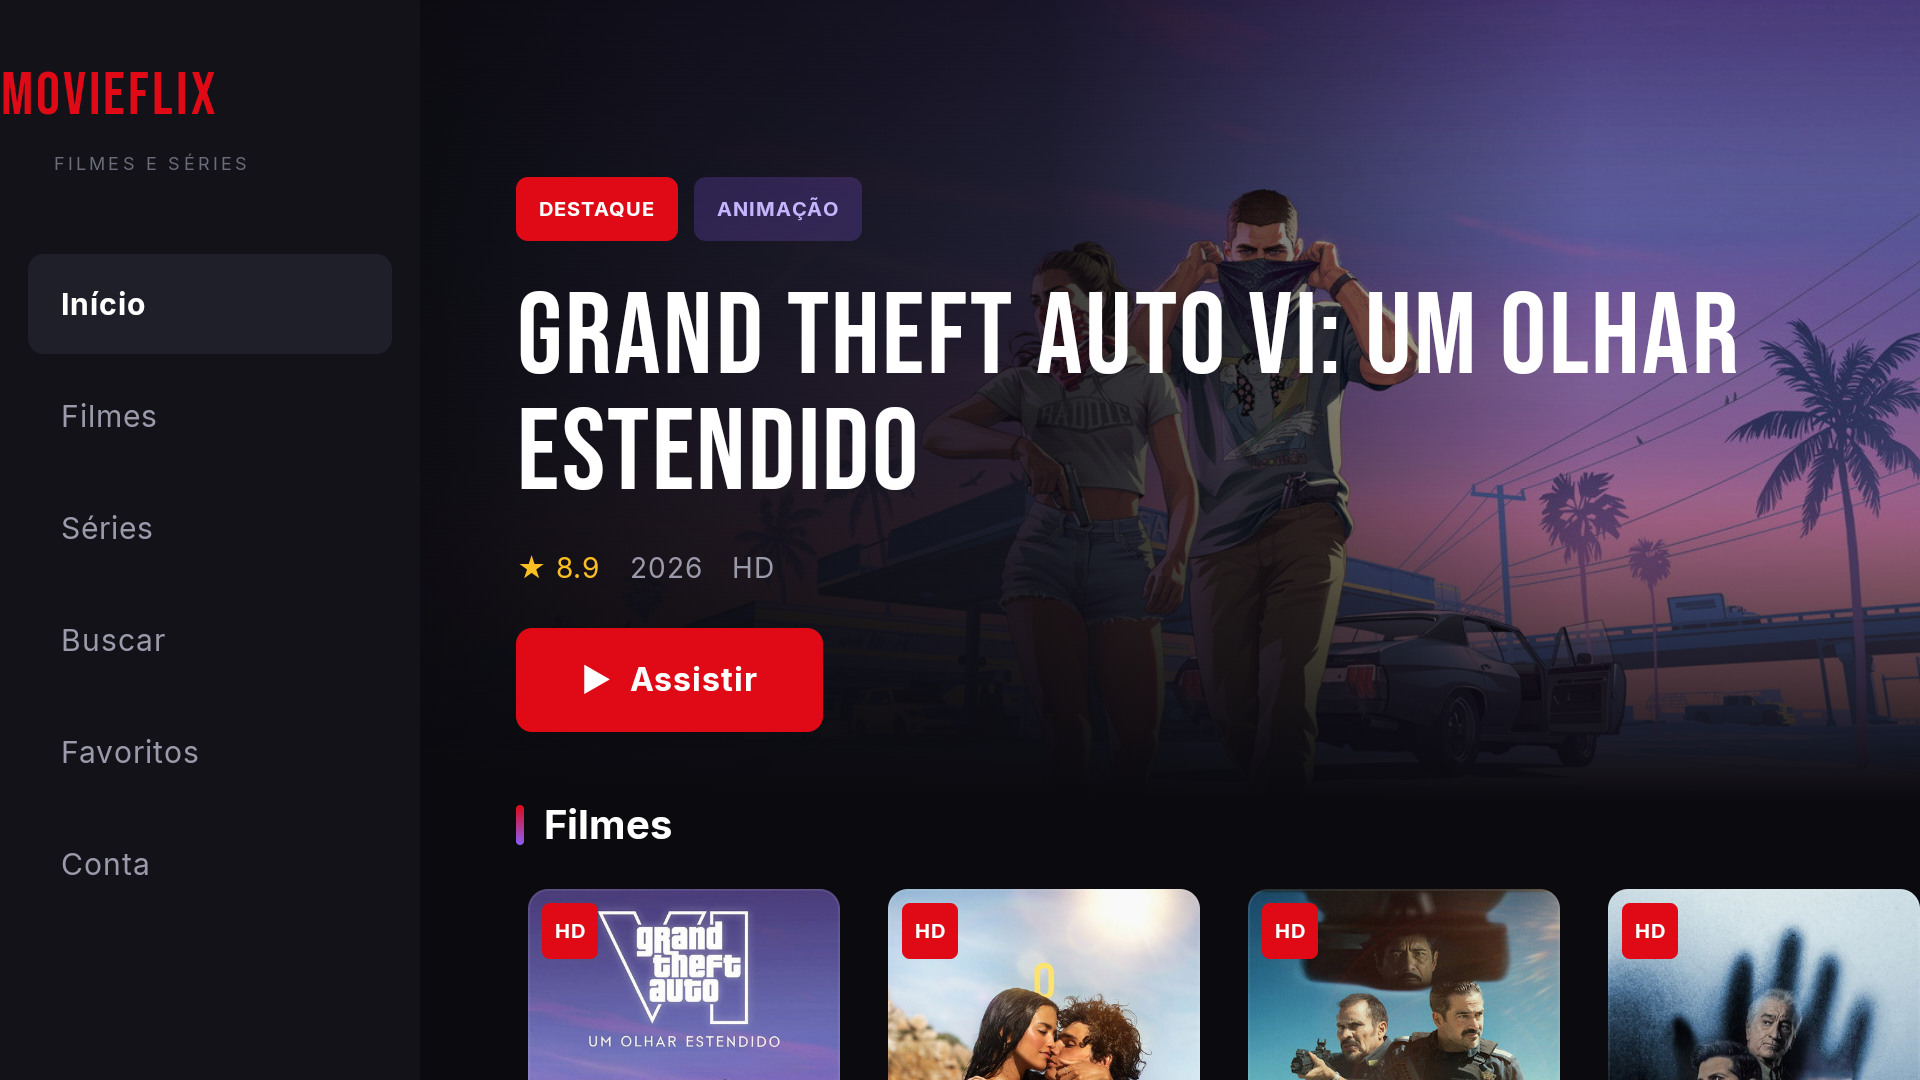 MOVIEFLIX
FILMES E SÉRIES
Início
Filmes
Séries
Buscar
Favoritos
Conta
DESTAQUE
ANIMAÇÃO
GRAND THEFT AUTO VI: UM OLHAR
ESTENDIDO
★ 8.9 2026 HD
▶ Assistir
Filmes
HD
grand
theft
auto
VI
UM OLHAR ESTENDIDO
HD
O
HD
HD